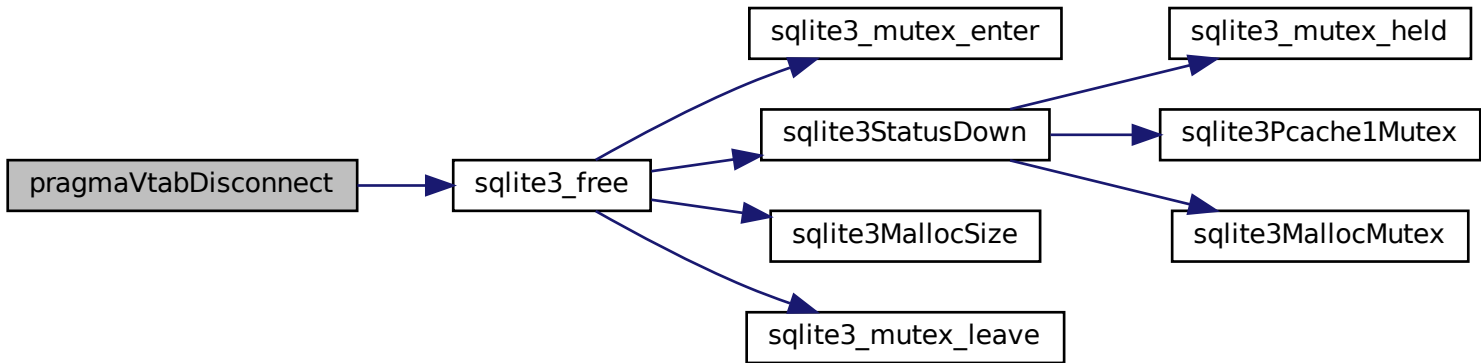 pragmaVtabDisconnect
sqlite3_free
sqlite3_mutex_enter
sqlite3StatusDown
sqlite3MallocSize
sqlite3_mutex_leave
sqlite3_mutex_held
sqlite3Pcache1Mutex
sqlite3MallocMutex